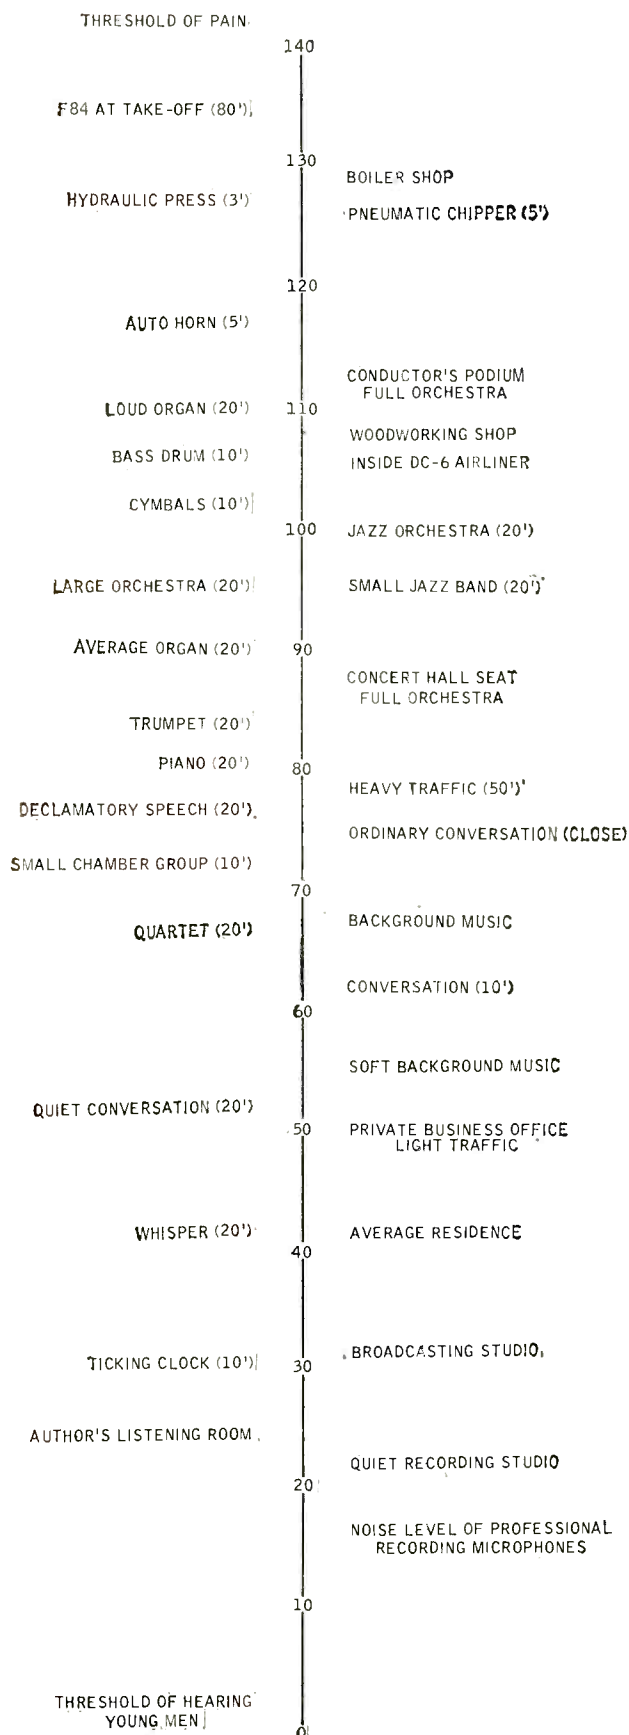 THRESHOLD OF PAIN
140
F84 AT TAKE-OFF (80')
130
BOILER SHOP
HYDRAULIC PRESS (3')
PNEUMATIC CHIPPER (5')
120
AUTO HORN (5')
CONDUCTOR'S PODIUM
FULL ORCHESTRA
LOUD ORGAN (20')
110
WOODWORKING SHOP
BASS DRUM (10')
INSIDE DC-6 AIRLINER
CYMBALS (10')
100
JAZZ ORCHESTRA (20')
LARGE ORCHESTRA (20')
SMALL JAZZ BAND (20')
AVERAGE ORGAN (20')
90
CONCERT HALL SEAT
FULL ORCHESTRA
TRUMPET (20')
PIANO (20')
80
HEAVY TRAFFIC (50')
DECLAMATORY SPEECH (20')
ORDINARY CONVERSATION (CLOSE)
SMALL CHAMBER GROUP (10')
70
BACKGROUND MUSIC
QUARTET (20')
CONVERSATION (10')
60
SOFT BACKGROUND MUSIC
QUIET CONVERSATION (20')
50
PRIVATE BUSINESS OFFICE
LIGHT TRAFFIC
WHISPER (20')
AVERAGE RESIDENCE
40
BROADCASTING STUDIO
TICKING CLOCK (10')
30
AUTHOR'S LISTENING ROOM
QUIET RECORDING STUDIO
20
NOISE LEVEL OF PROFESSIONAL
RECORDING MICROPHONES
10
THRESHOLD OF HEARING
YOUNG MEN
0